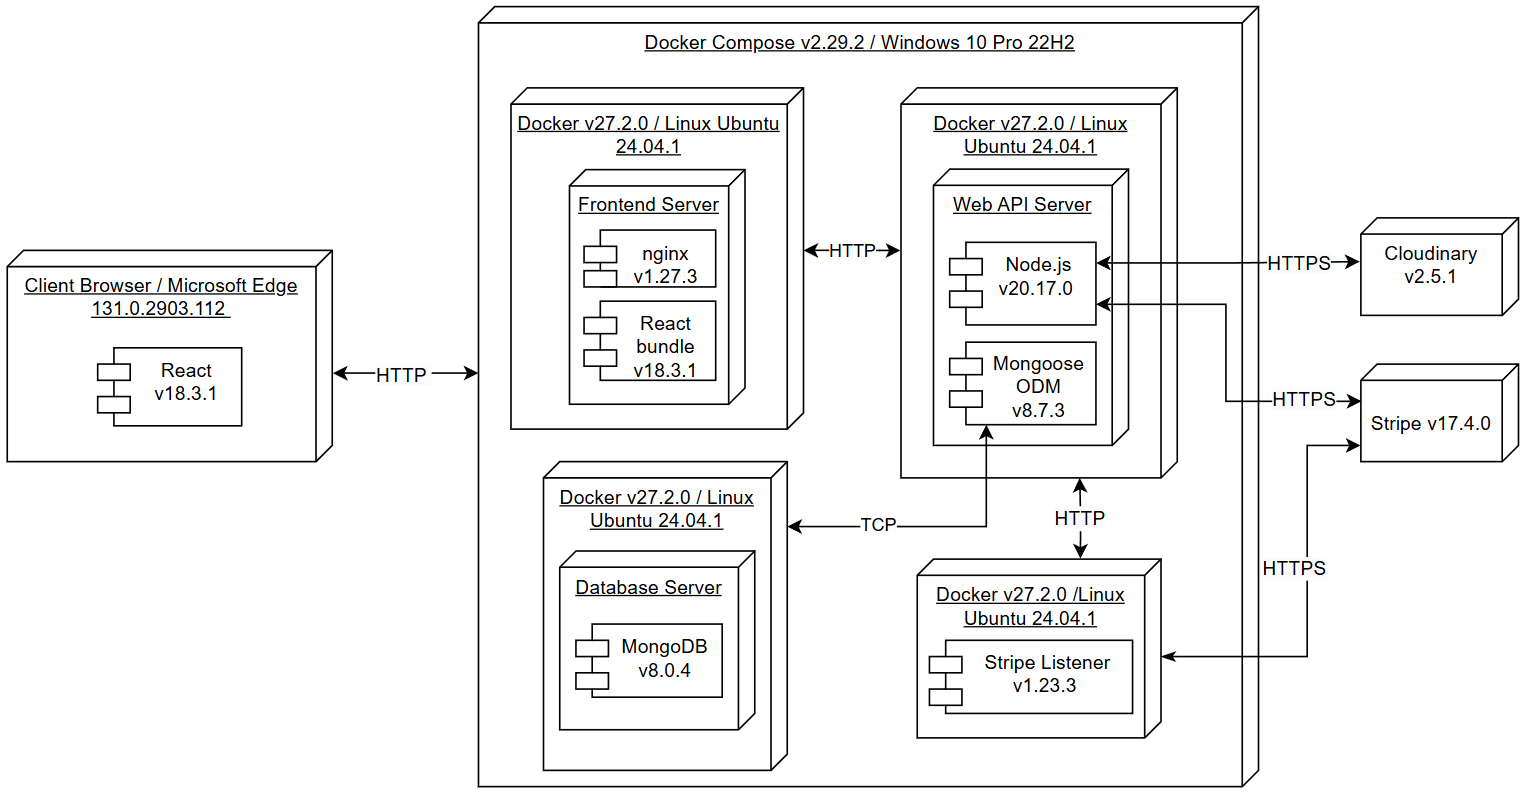 Docker Compose v2.29.2 / Windows 10 Pro 22H2
Docker v27.2.0 / Linux Ubuntu
24.04.1
Frontend Server
nginx
v1.27.3
React
bundle
v18.3.1
HTTP
Docker v27.2.0 / Linux
Ubuntu 24.04.1
Web API Server
Node.js
v20.17.0
Mongoose
ODM
v8.7.3
HTTPS
Cloudinary
v2.5.1
HTTPS
Stripe v17.4.0
Client Browser / Microsoft Edge
131.0.2903.112
React
v18.3.1
HTTP
Docker v27.2.0 / Linux
Ubuntu 24.04.1
Database Server
MongoDB
v8.0.4
TCP
HTTP
Docker v27.2.0 /Linux
Ubuntu 24.04.1
Stripe Listener
v1.23.3
HTTPS